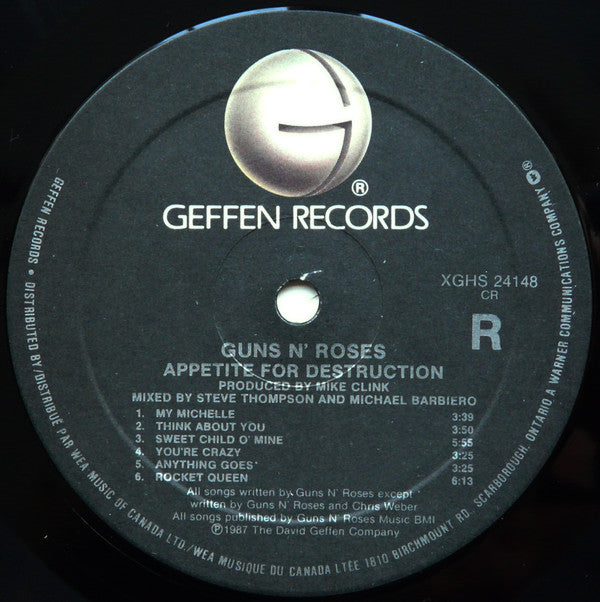 ®
GEFFEN RECORDS
XGHS 24148
CR
R
GUNS N' ROSES
APPETITE FOR DESTRUCTION
PRODUCED BY MIKE CLINK
MIXED BY STEVE THOMPSON AND MICHAEL BARBIERO
1. MY MICHELLE 3:39
2. THINK ABOUT YOU 3:50
3. SWEET CHILD O' MINE 5:55
4. YOU'RE CRAZY 3:25
5. ANYTHING GOES* 3:25
6. ROCKET QUEEN 6:13
All songs written by Guns N' Roses except
written by Guns N' Roses and Chris Weber
All songs published by Guns N' Roses Music BMI
Ⓟ1987 The David Geffen Company
GEFFEN RECORDS • DISTRIBUTED BY/DISTRIBUÉ PAR WEA MUSIC OF CANADA LTD./WEA MUSIQUE DU CANADA LTÉE 1810 BIRCHMOUNT RD. SCARBOROUGH, ONTARIO A WARNER COMMUNICATIONS COMPANY ®